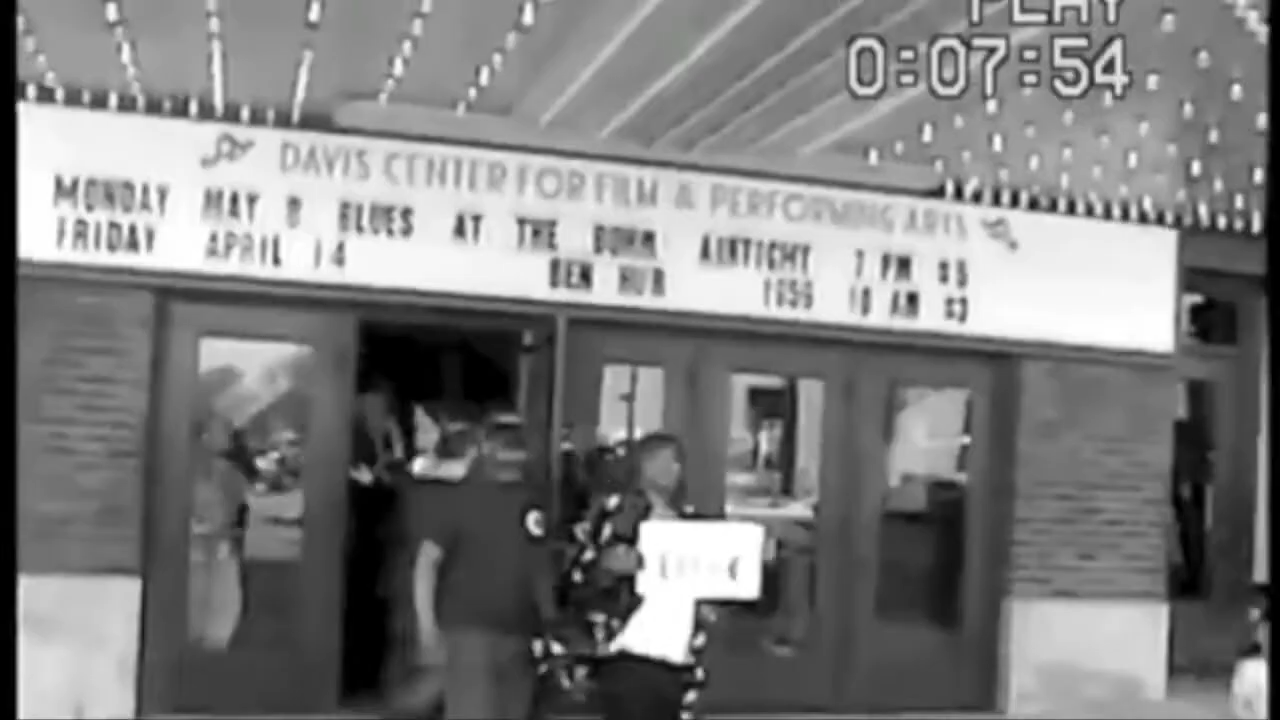 PLAY
0:07:54
DAVIS CENTER FOR FILM & PERFORMING ARTS
MONDAY MAY 8 BLUES AT THE BOHM AIRTIGHT 7 PM $5
FRIDAY APRIL 14 BEN HUR 1959 10 AM $3